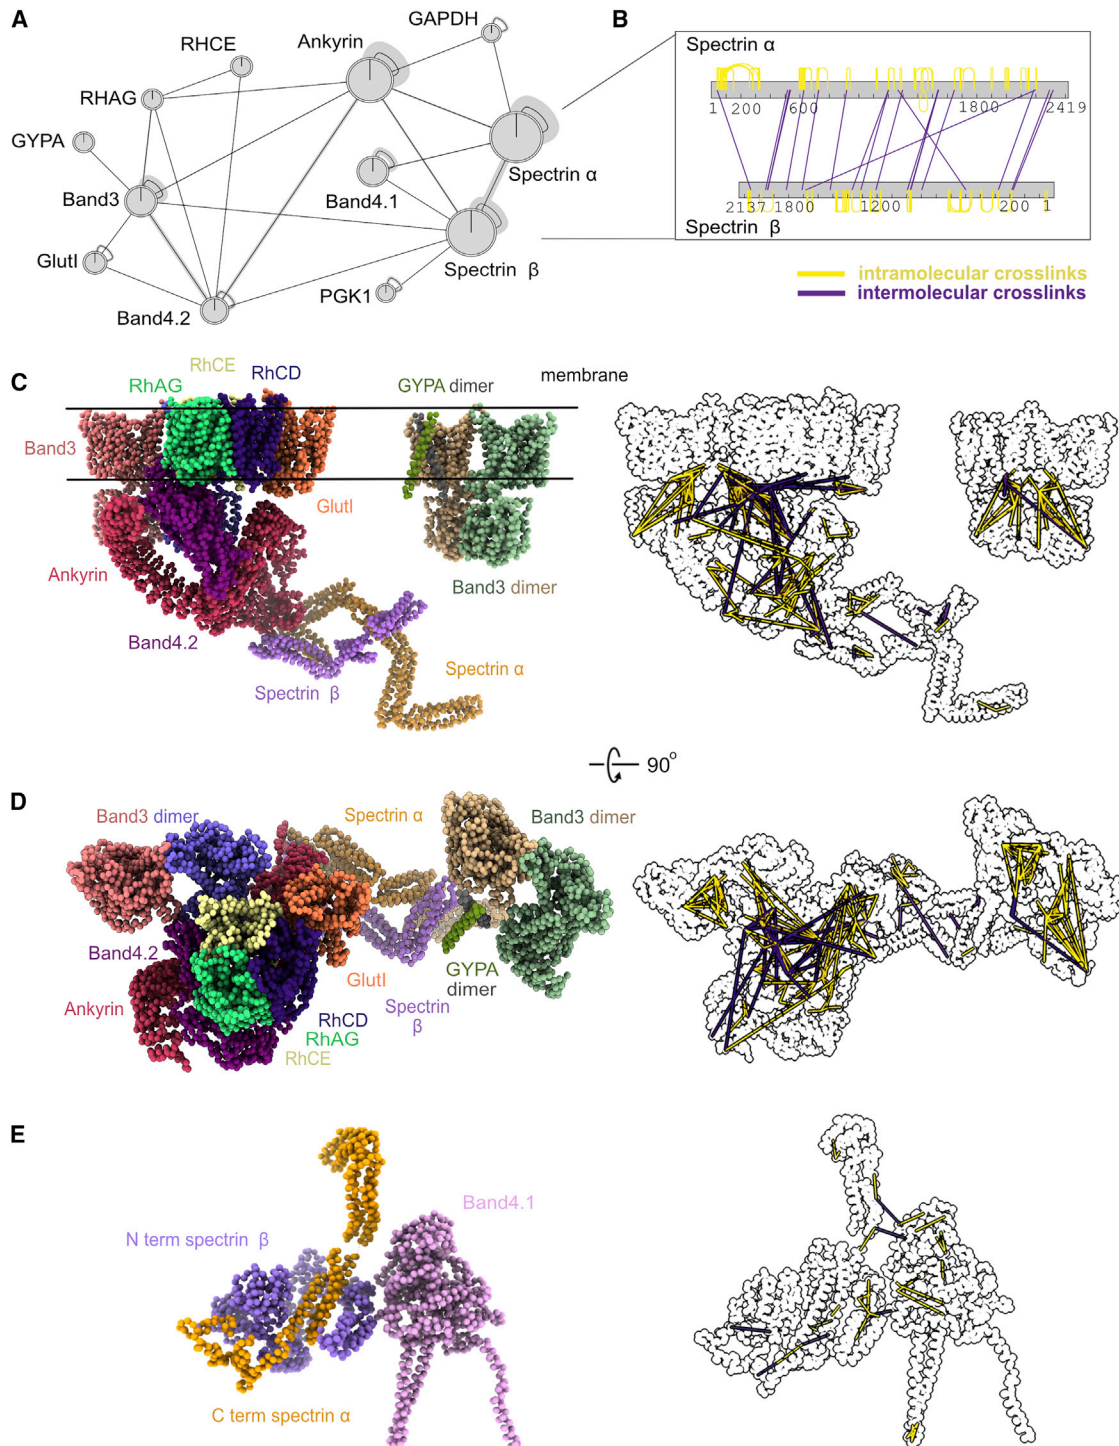 A
B
GAPDH
RHCE
Ankyrin
RHAG
GYPA
Band3
Band4.1
Spectrin α
GlutI
Spectrin β
PGK1
Band4.2
Spectrin α
1 200 600 1800 2419
2137 1800 1200 200 1
Spectrin β
intramolecular crosslinks
intermolecular crosslinks
C
RhCE
RhAG
RhCD
GYPA dimer
membrane
Band3
GlutI
Ankyrin
Band3 dimer
Band4.2
Spectrin β
Spectrin α
90°
D
Band3 dimer
Spectrin α
Band3 dimer
Band4.2
GlutI
GYPA
dimer
Ankyrin
Spectrin
β
RhCD
RhAG
RhCE
E
Band4.1
N term spectrin β
C term spectrin α